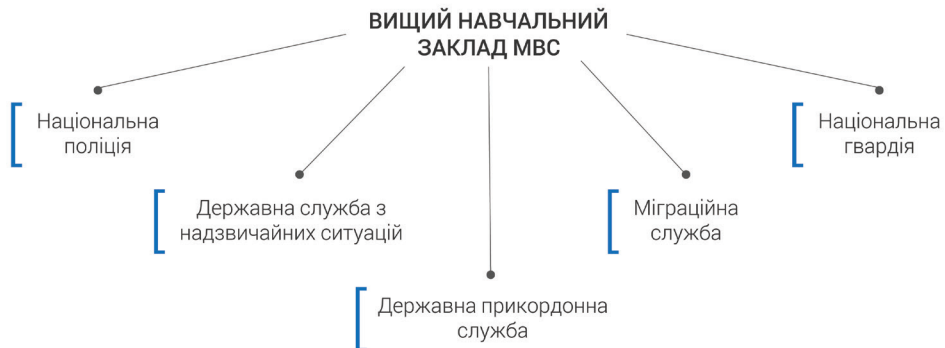 ВИЩИЙ НАВЧАЛЬНИЙ
ЗАКЛАД МВС
Національна
поліція
Державна служба з
надзвичайних ситуацій
Державна прикордонна
служба
Міграційна
служба
Національна
гвардія